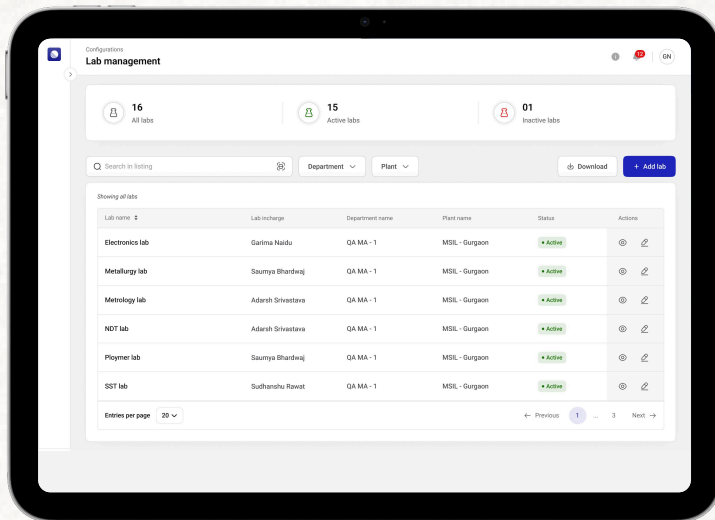 Configurations
Lab management
12
GN
16
All labs
15
Active labs
01
Inactive labs
Search in listing
Department
Plant
Download
+ Add lab
Showing all labs
Lab name Lab incharge Department name Plant name Status Actions
Electronics lab Garima Naidu QA MA - 1 MSIL - Gurgaon • Active
Metallurgy lab Saumya Bhardwaj QA MA - 1 MSIL - Gurgaon • Active
Metrology lab Adarsh Srivastava QA MA - 1 MSIL - Gurgaon • Active
NDT lab Adarsh Srivastava QA MA - 1 MSIL - Gurgaon • Active
Ploymer lab Saumya Bhardwaj QA MA - 1 MSIL - Gurgaon • Active
SST lab Sudhanshu Rawat QA MA - 1 MSIL - Gurgaon • Active
Entries per page 20 ← Previous 1 ... 3 Next →